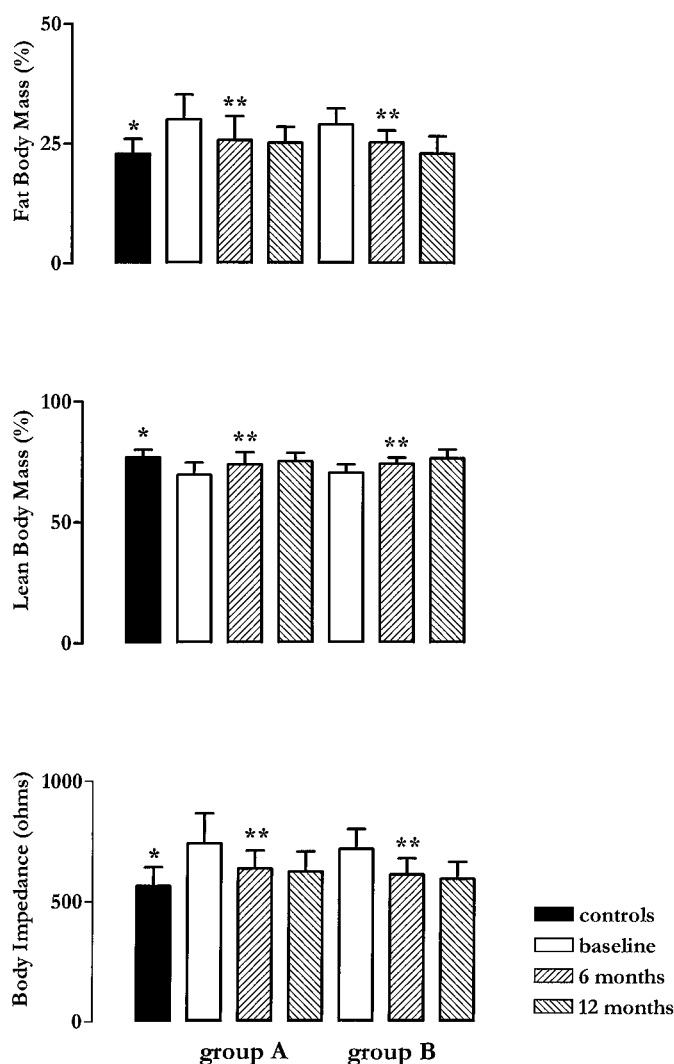 Fat Body Mass (%)
50
25
0
*
**
**
Lean Body Mass (%)
100
50
0
*
**
**
Body Impedance (ohms)
1000
500
0
*
**
**
group A
group B
controls
baseline
6 months
12 months